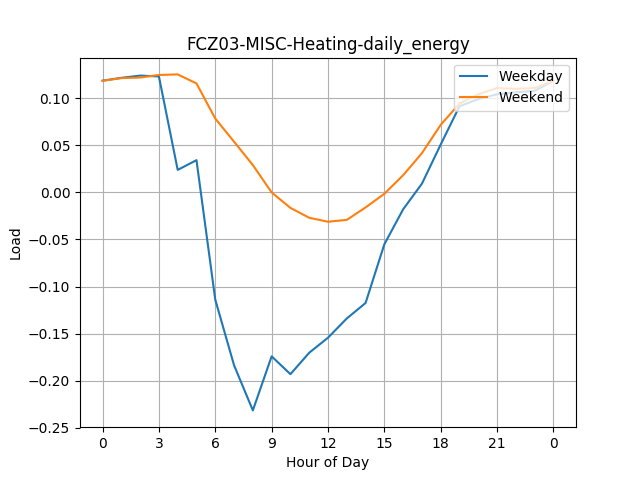 FCZ03-MISC-Heating-daily_energy
Weekday
Weekend
Load
0.10
0.05
0.00
−0.05
−0.10
−0.15
−0.20
−0.25
0 3 6 9 12 15 18 21 0
Hour of Day